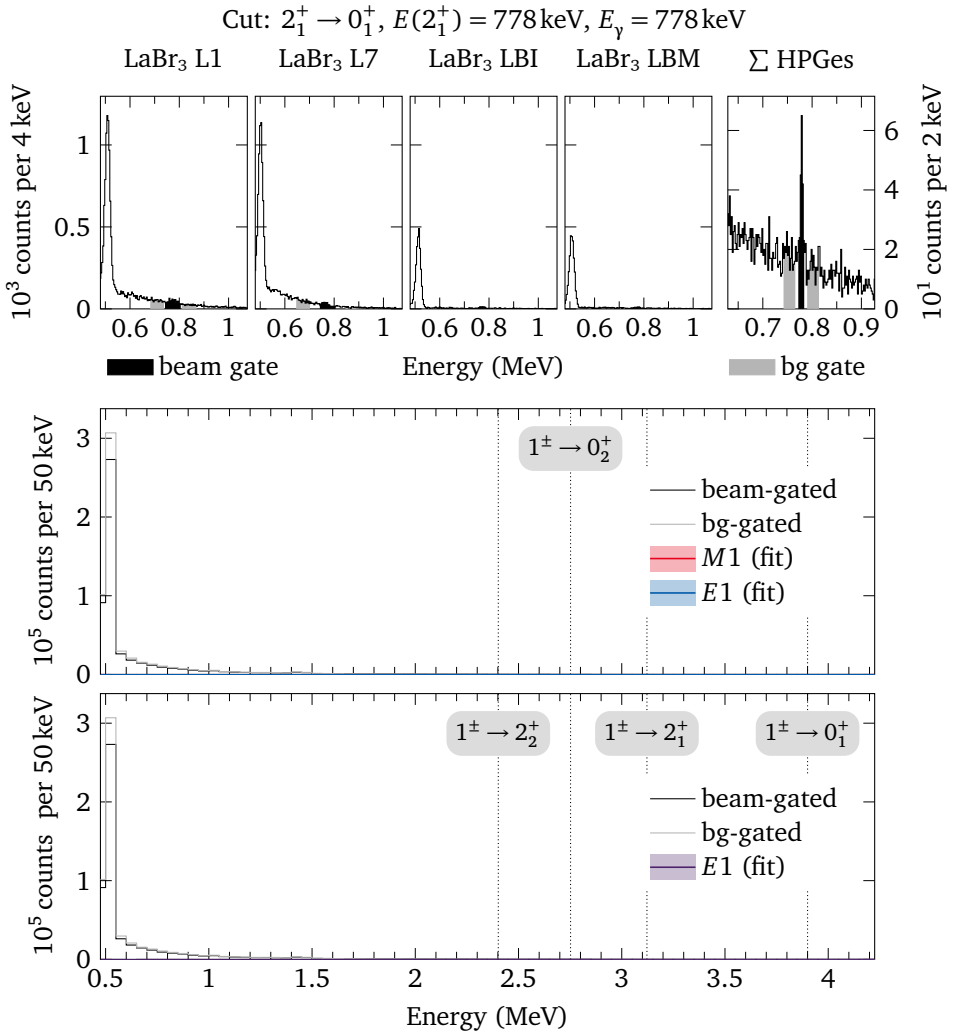 Cut: 2₁⁺ → 0₁⁺, E(2₁⁺) = 778 keV, Eγ = 778 keV
LaBr₃ L1 LaBr₃ L7 LaBr₃ LBI LaBr₃ LBM ∑ HPGes
10³ counts per 4 keV
0 0.5 1
0.6 0.8 1
0.6 0.8 1
0.6 0.8 1
0.6 0.8 1
0.7 0.8 0.9
0 2 4 6
10¹ counts per 2 keV
beam gate Energy (MeV) bg gate
10⁵ counts per 50 keV
3
2
1
0
1± → 0₂⁺
beam-gated
bg-gated
M1 (fit)
E1 (fit)
10⁵ counts per 50 keV
3
2
1
0
1± → 2₂⁺ 1± → 2₁⁺ 1± → 0₁⁺
beam-gated
bg-gated
E1 (fit)
0.5 1 1.5 2 2.5 3 3.5 4
Energy (MeV)